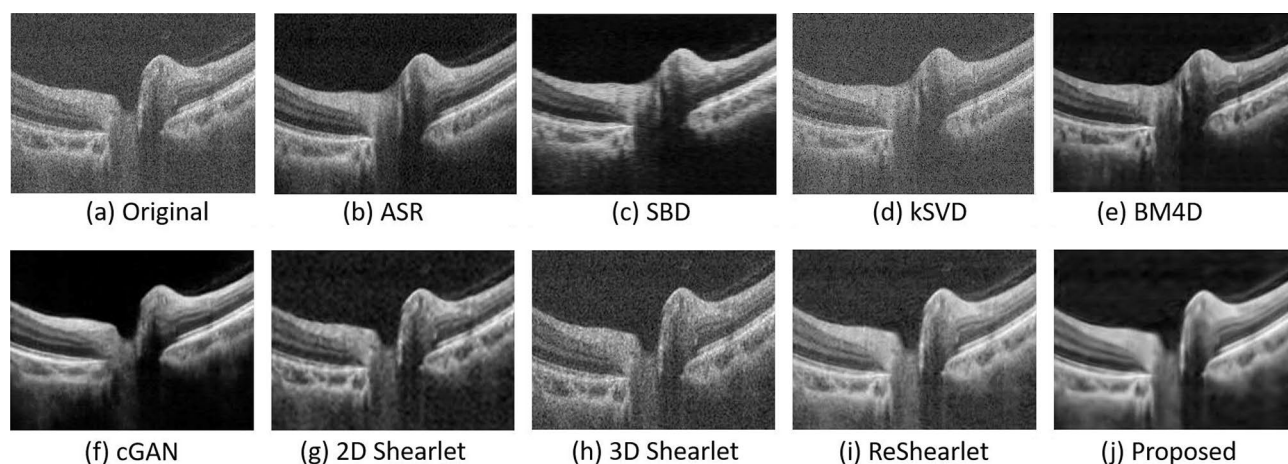 (a) Original
(b) ASR
(c) SBD
(d) kSVD
(e) BM4D
(f) cGAN
(g) 2D Shearlet
(h) 3D Shearlet
(i) ReShearlet
(j) Proposed